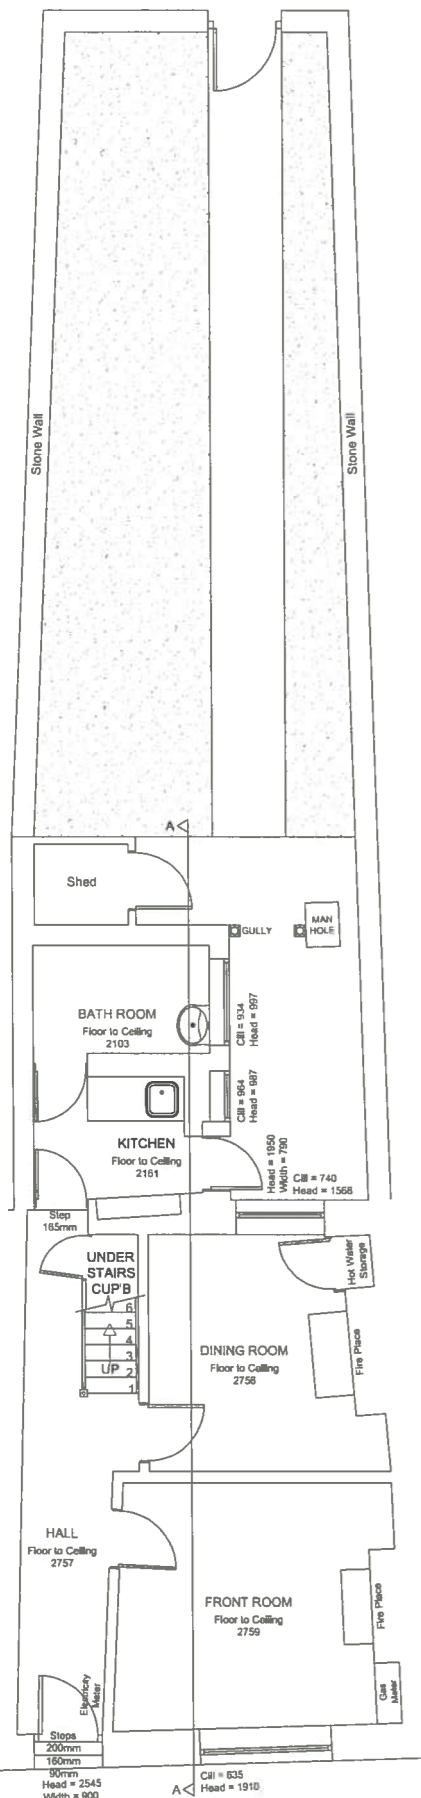 Stone Wall
Stone Wall
A
Shed
GULLY
MAN
HOLE
BATH ROOM
Floor to Ceiling
2103
Cill = 934
Head = 997
Cill = 964
Head = 987
KITCHEN
Floor to Ceiling
2161
Head = 1950
Width = 790
Cill = 740
Head = 1568
Step
165mm
UNDER
STAIRS
CUP'B
Hot Water
Storage
6
5
4
3
2
1
UP
DINING ROOM
Floor to Ceiling
2756
Fire Place
HALL
Floor to Ceiling
2757
FRONT ROOM
Floor to Ceiling
2759
Fire Place
Electricity
Meter
Gas
Meter
Steps
200mm
160mm
90mm
Head = 2545
Width = 900
A
Cill = 635
Head = 1910